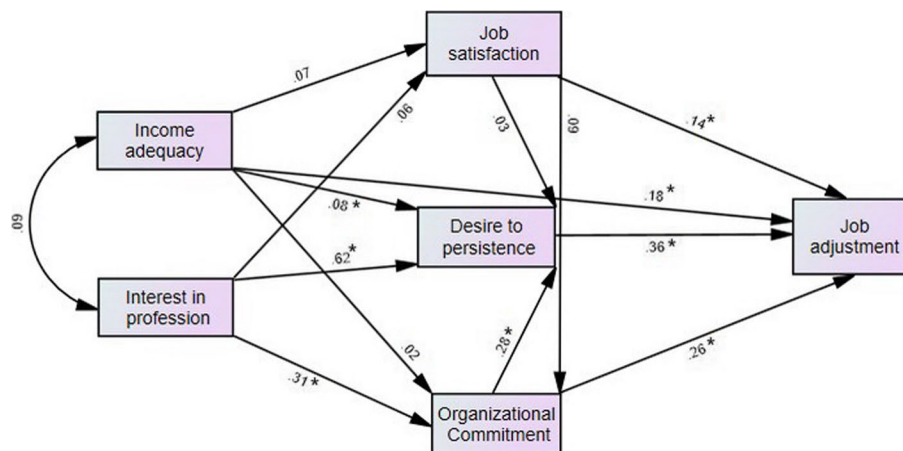 Job
satisfaction
.07
.06
.03
.09
.14*
Income
adequacy
.09
.08*
.18*
Desire to
persistence
.36*
Job
adjustment
.62*
Interest in
profession
.31*
.02
.28*
.26*
Organizational
Commitment